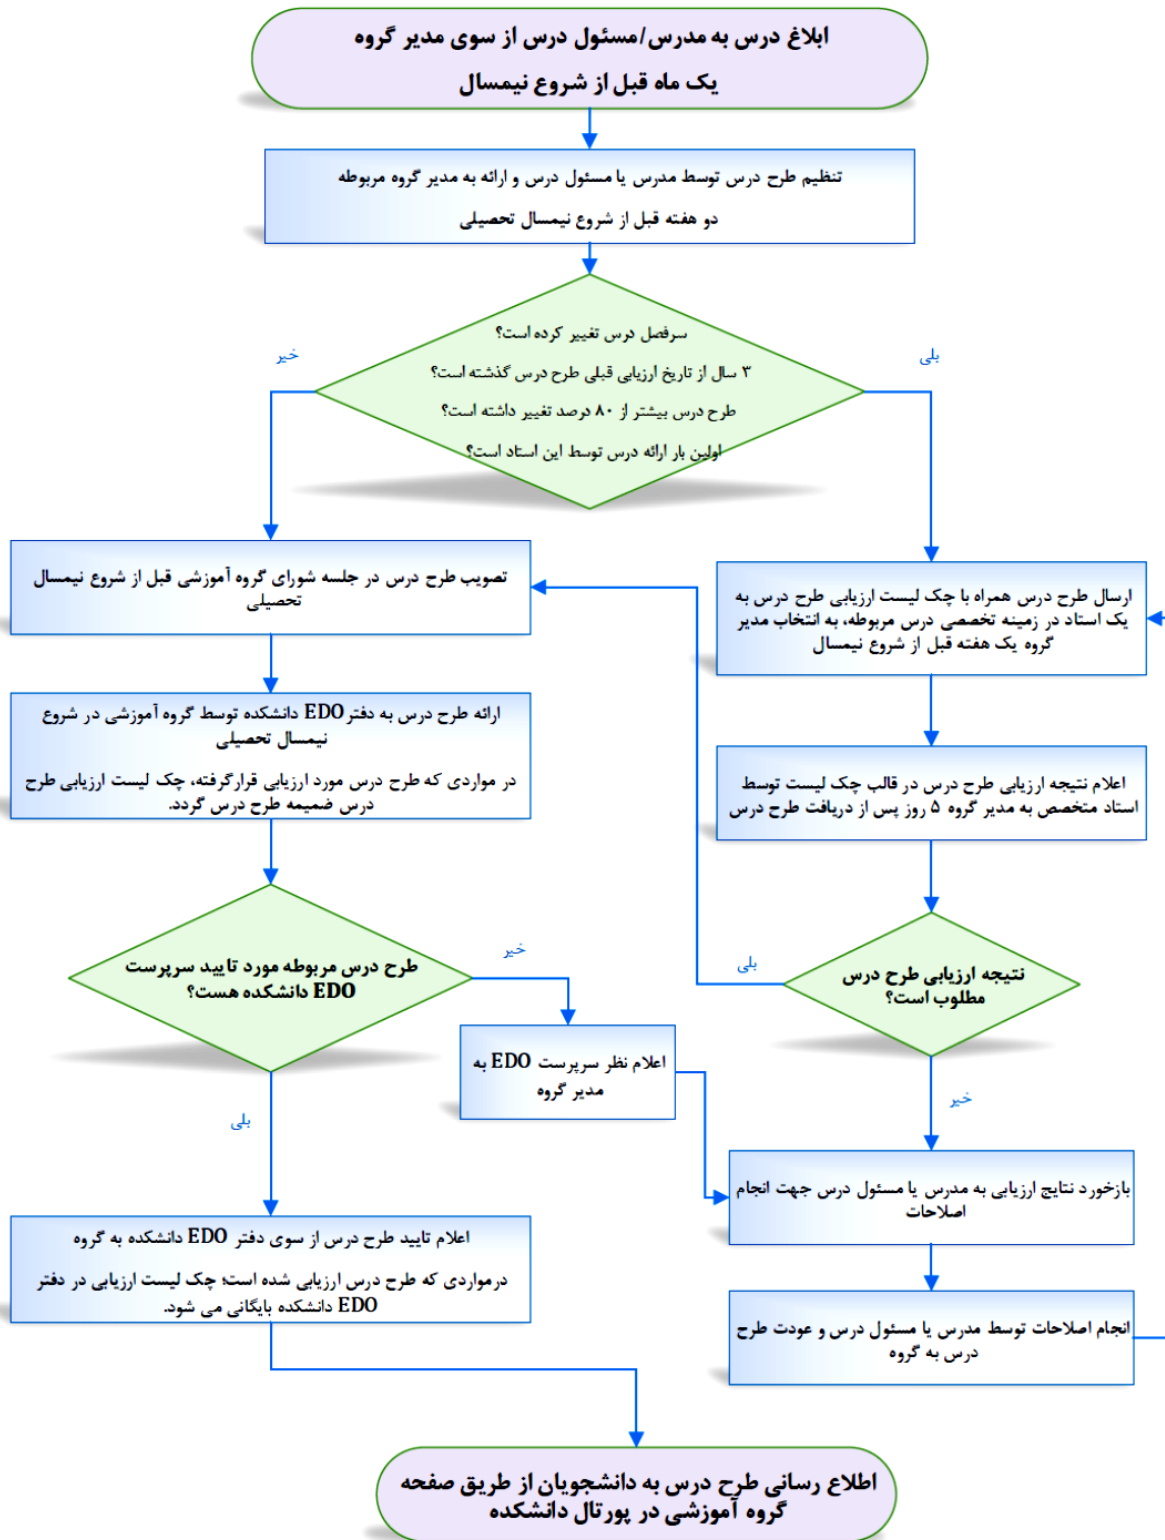 ابلاغ درس به مدرس/مسئول درس از سوی مدیر گروه
یک ماه قبل از شروع نیمسال
تنظیم طرح درس توسط مدرس یا مسئول درس و ارائه به مدیر گروه مربوطه
دو هفته قبل از شروع نیمسال تحصیلی
سرفصل درس تغییر کرده است؟
۳ سال از تاریخ ارزیابی قبلی طرح درس گذشته است؟
طرح درس بیشتر از ۸۰ درصد تغییر داشته است؟
اولین بار ارائه درس توسط این استاد است؟
بلی
خیر
ارسال طرح درس همراه با چک لیست ارزیابی طرح درس به
یک استاد در زمینه تخصصی درس مربوطه، به انتخاب مدیر
گروه یک هفته قبل از شروع نیمسال
اعلام نتیجه ارزیابی طرح درس در قالب چک لیست توسط
استاد متخصص به مدیر گروه ۵ روز پس از دریافت طرح درس
نتیجه ارزیابی طرح درس
مطلوب است؟
بلی
خیر
بازخورد نتایج ارزیابی به مدرس یا مسئول درس جهت انجام
اصلاحات
انجام اصلاحات توسط مدرس یا مسئول درس و عودت طرح
درس به گروه
تصویب طرح درس در جلسه شورای گروه آموزشی قبل از شروع نیمسال
تحصیلی
ارائه طرح درس به دفتر EDO دانشکده توسط گروه آموزشی در شروع
نیمسال تحصیلی
در مواردی که طرح درس مورد ارزیابی قرارگرفته، چک لیست ارزیابی طرح
درس ضمیمه طرح درس گردد.
طرح درس مربوطه مورد تایید سرپرست
EDO دانشکده هست؟
خیر
اعلام نظر سرپرست EDO به
مدیر گروه
بلی
اعلام تایید طرح درس از سوی دفتر EDO دانشکده به گروه
درمواردی که طرح درس ارزیابی شده است؛ چک لیست ارزیابی در دفتر
EDO دانشکده بایگانی می شود.
اطلاع رسانی طرح درس به دانشجویان از طریق صفحه
گروه آموزشی در پورتال دانشکده